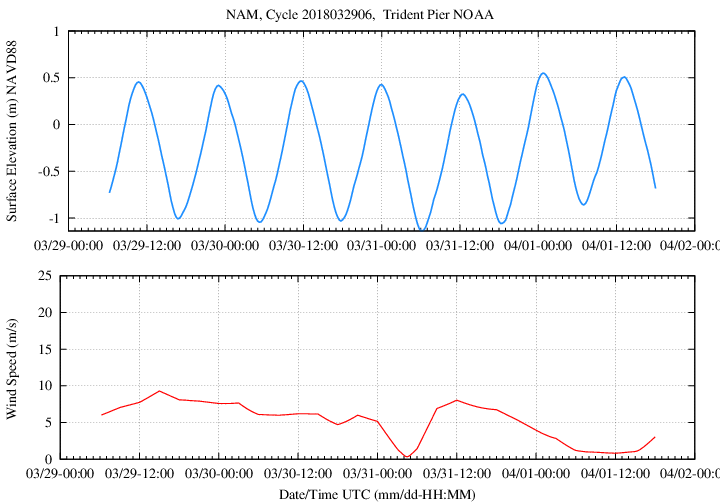 NAM, Cycle 2018032906,  Trident Pier NOAA
Surface Elevation (m) NAVD88
1
0.5
0
-0.5
-1
03/29-00:00 03/29-12:00 03/30-00:00 03/30-12:00 03/31-00:00 03/31-12:00 04/01-00:00 04/01-12:00 04/02-00:00
Wind Speed (m/s)
25
20
15
10
5
0
03/29-00:00 03/29-12:00 03/30-00:00 03/30-12:00 03/31-00:00 03/31-12:00 04/01-00:00 04/01-12:00 04/02-00:00
Date/Time UTC (mm/dd-HH:MM)